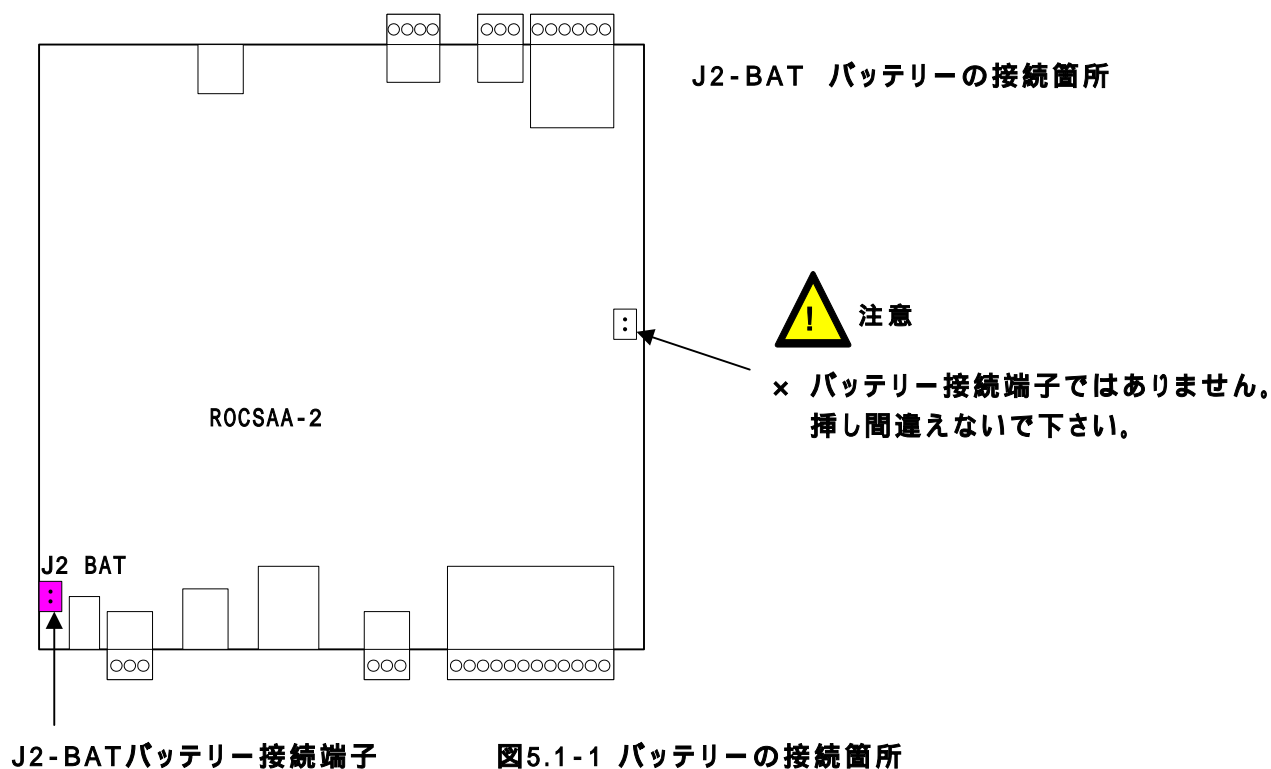 J2-BAT バッテリーの接続箇所
! 注意
× バッテリー接続端子ではありません。
挿し間違えないで下さい。
ROCSAA-2
J2 BAT
J2-BATバッテリー接続端子
図5.1-1 バッテリーの接続箇所